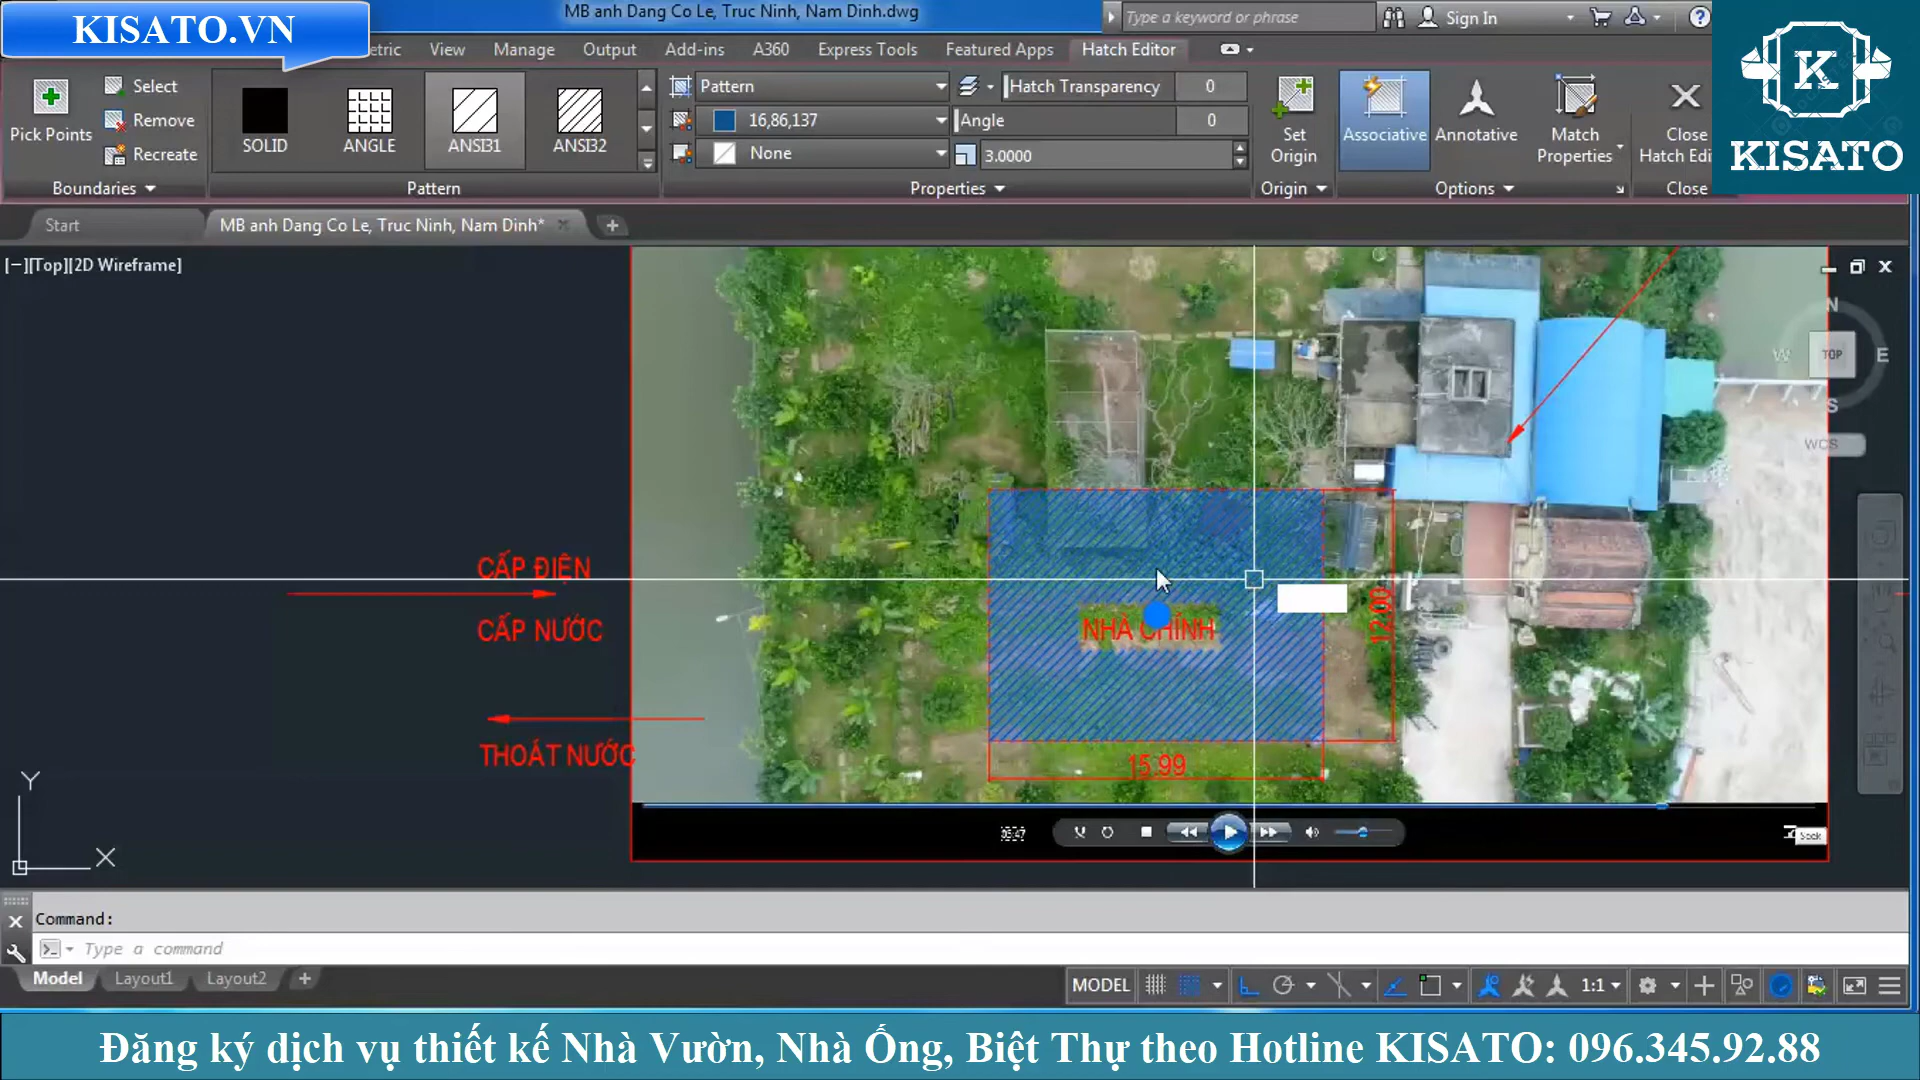 KISATO.VN
MB anh Dang Co Le, Truc Ninh, Nam Dinh.dwg
Type a keyword or phrase
Sign In
etric View Manage Output Add-ins A360 Express Tools Featured Apps Hatch Editor
Pick Points
Select
Remove
Recreate
SOLID
ANGLE
ANSI31
ANSI32
Pattern
16,86,137
None
Hatch Transparency 0
Angle 0
3.0000
Set Origin
Associative
Annotative
Match Properties
Close Hatch Edi
Boundaries
Pattern
Properties
Origin
Options
Close
K
KISATO
Start
MB anh Dang Co Le, Truc Ninh, Nam Dinh*
[−][Top][2D Wireframe]
N
W TOP E
S
WCS
CẤP ĐIỆN
CẤP NƯỚC
THOÁT NƯỚC
NHÀ CHÍNH
12.00
15.99
05:47
Seek
Y
X
Command:
Type a command
Model Layout1 Layout2
MODEL
1:1
Đăng ký dịch vụ thiết kế Nhà Vườn, Nhà Ống, Biệt Thự theo Hotline KISATO: 096.345.92.88